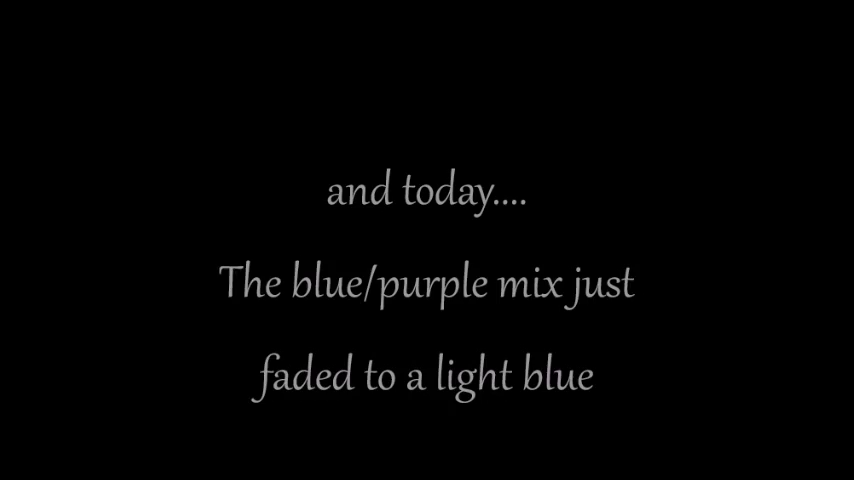 and today....
The blue/purple mix just
faded to a light blue